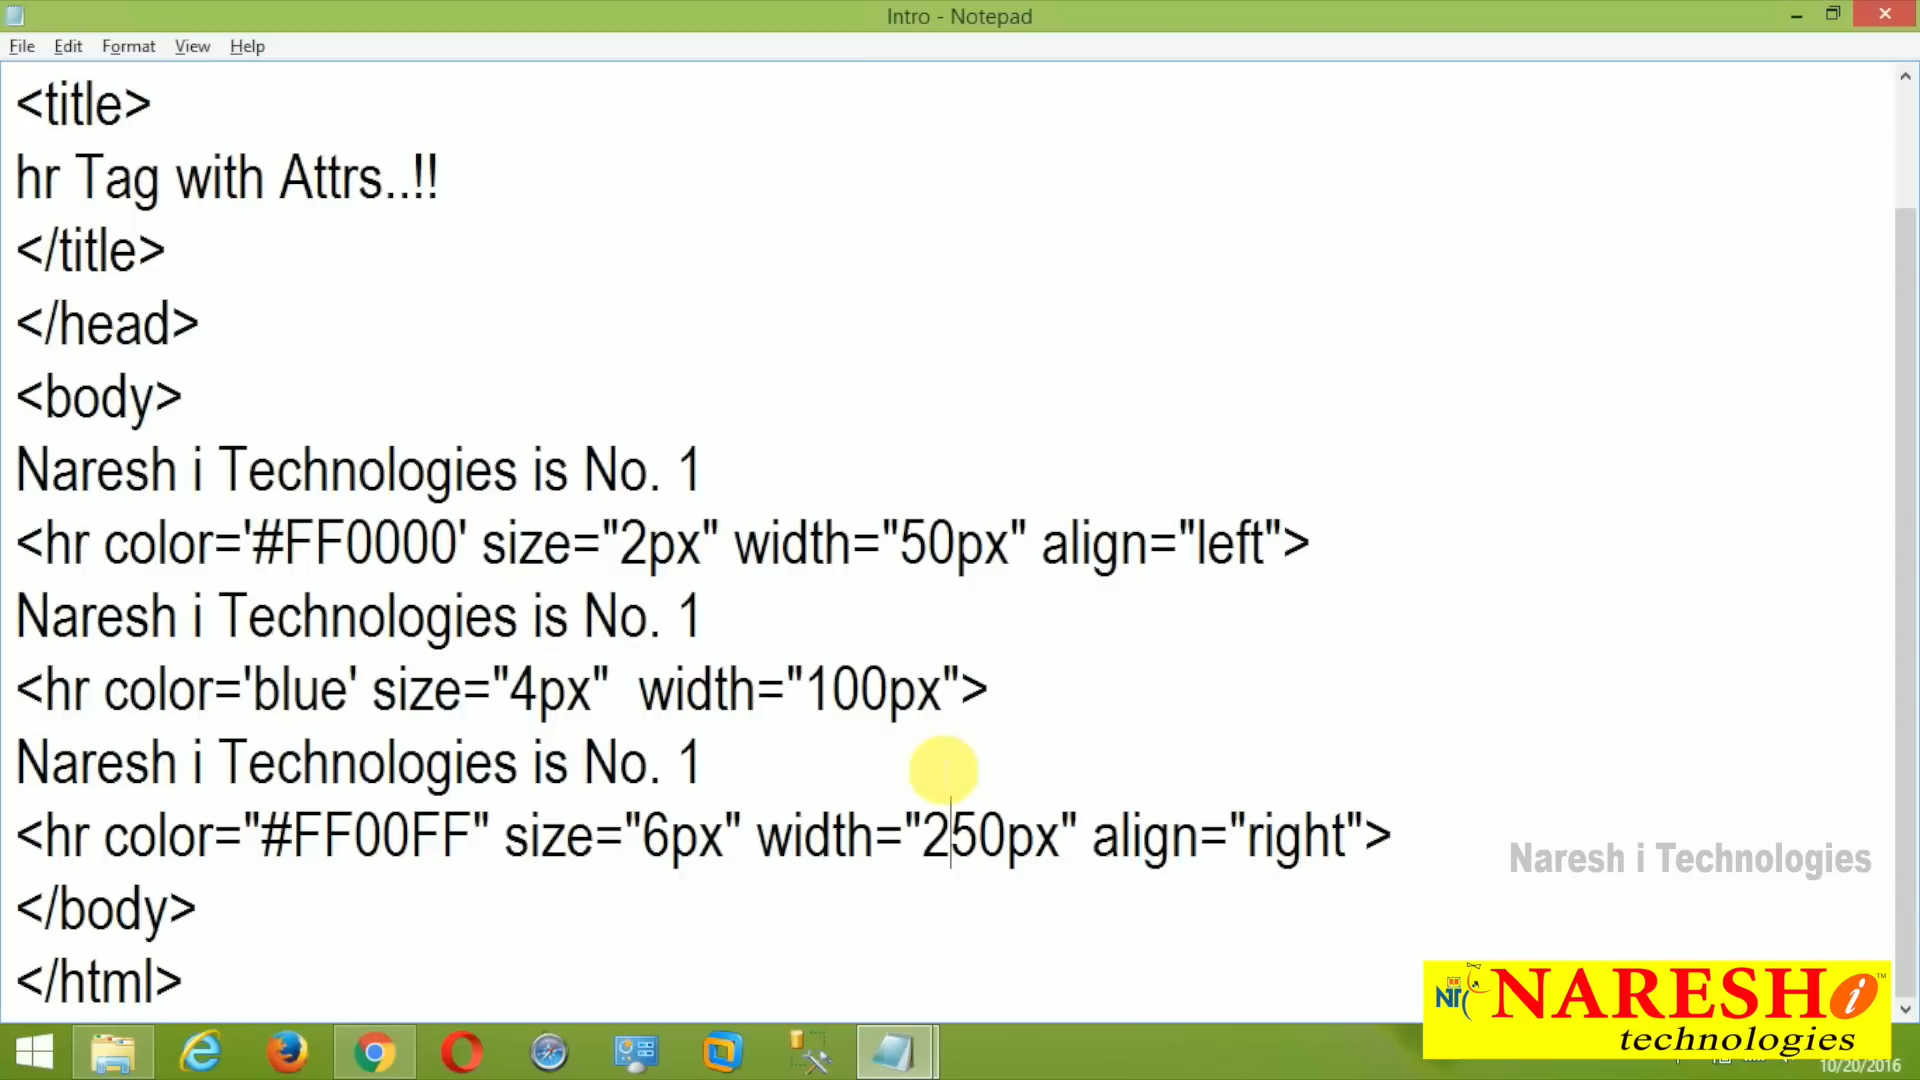 Intro - Notepad
File Edit Format View Help
<title>
hr Tag with Attrs..!!
</title>
</head>
<body>
Naresh i Technologies is No. 1
<hr color='#FF0000' size="2px" width="50px" align="left">
Naresh i Technologies is No. 1
<hr color='blue' size="4px"  width="100px">
Naresh i Technologies is No. 1
<hr color="#FF00FF" size="6px" width="250px" align="right">
Naresh i Technologies
</body>
</html>
NARESH i ™
technologies
10/20/2016